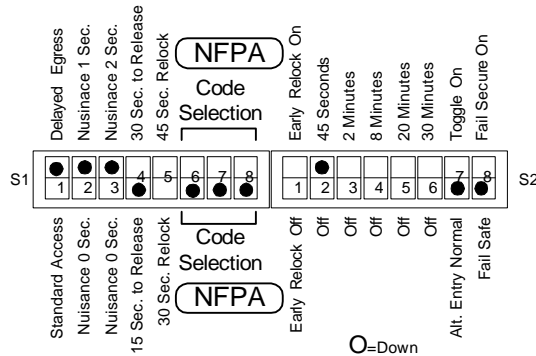 Delayed Egress
Nusinace 1 Sec.
Nusinace 2 Sec.
30 Sec. to Release
45 Sec. Relock
NFPA
Code
Selection
Early Relock On
45 Seconds
2 Minutes
8 Minutes
20 Minutes
30 Minutes
Toggle On
Fail Secure On
S1
1 2 3 4 5 6 7 8
1 2 3 4 5 6 7 8
S2
Standard Access
Nuisance 0 Sec.
Nuisance 0 Sec.
15 Sec. to Release
30 Sec. Relock
Code
Selection
NFPA
Early Relock Off
Off
Off
Off
Off
Off
Alt. Entry Normal
Fail Safe
O=Down